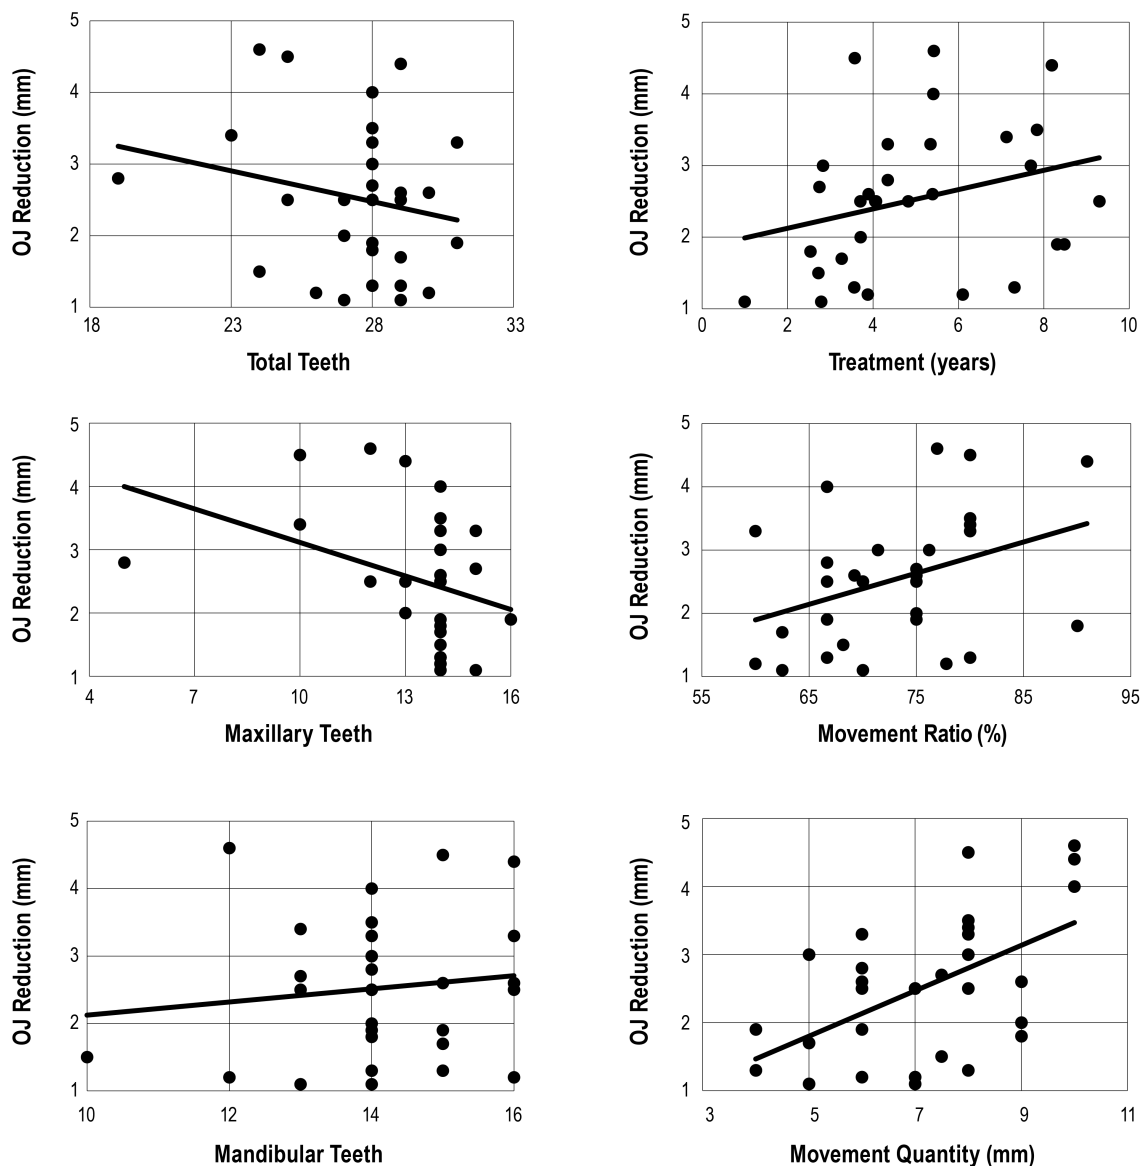 5
4
3
2
1
OJ Reduction (mm)
18 23 28 33
Total Teeth
5
4
3
2
1
OJ Reduction (mm)
0 2 4 6 8 10
Treatment (years)
5
4
3
2
1
OJ Reduction (mm)
4 7 10 13 16
Maxillary Teeth
5
4
3
2
1
OJ Reduction (mm)
55 65 75 85 95
Movement Ratio (%)
5
4
3
2
1
OJ Reduction (mm)
10 12 14 16
Mandibular Teeth
5
4
3
2
1
OJ Reduction (mm)
3 5 7 9 11
Movement Quantity (mm)